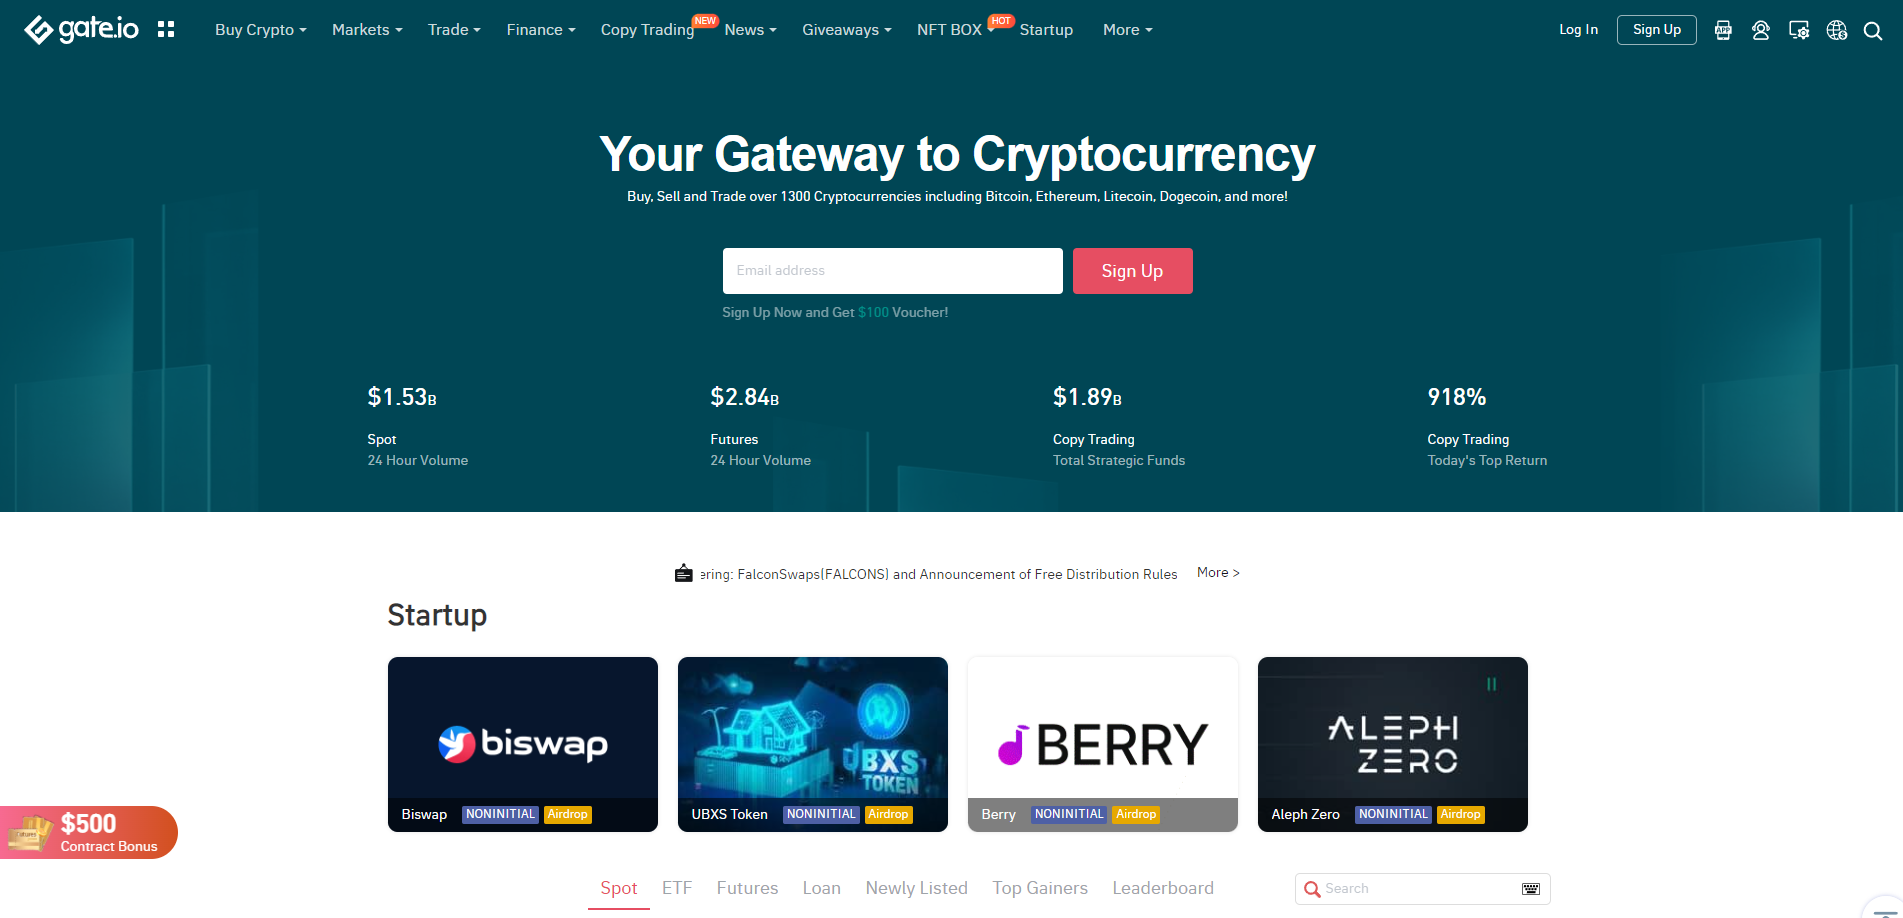 gate.io
Buy Crypto Markets Trade Finance Copy Trading NEW News Giveaways NFT BOX HOT Startup More
Log In Sign Up APP
Your Gateway to Cryptocurrency
Buy, Sell and Trade over 1300 Cryptocurrencies including Bitcoin, Ethereum, Litecoin, Dogecoin, and more!
Email address Sign Up
Sign Up Now and Get $100 Voucher!
$1.53B $2.84B $1.89B 918%
Spot Futures Copy Trading Copy Trading
24 Hour Volume 24 Hour Volume Total Strategic Funds Today's Top Return
ering: FalconSwaps(FALCONS) and Announcement of Free Distribution Rules More >
Startup
biswap
UBXS
TOKEN
BERRY
ALEPH
ZERO
Biswap NONINITIAL Airdrop
UBXS Token NONINITIAL Airdrop
Berry NONINITIAL Airdrop
Aleph Zero NONINITIAL Airdrop
Futures
$500
Contract Bonus
Spot ETF Futures Loan Newly Listed Top Gainers Leaderboard Search